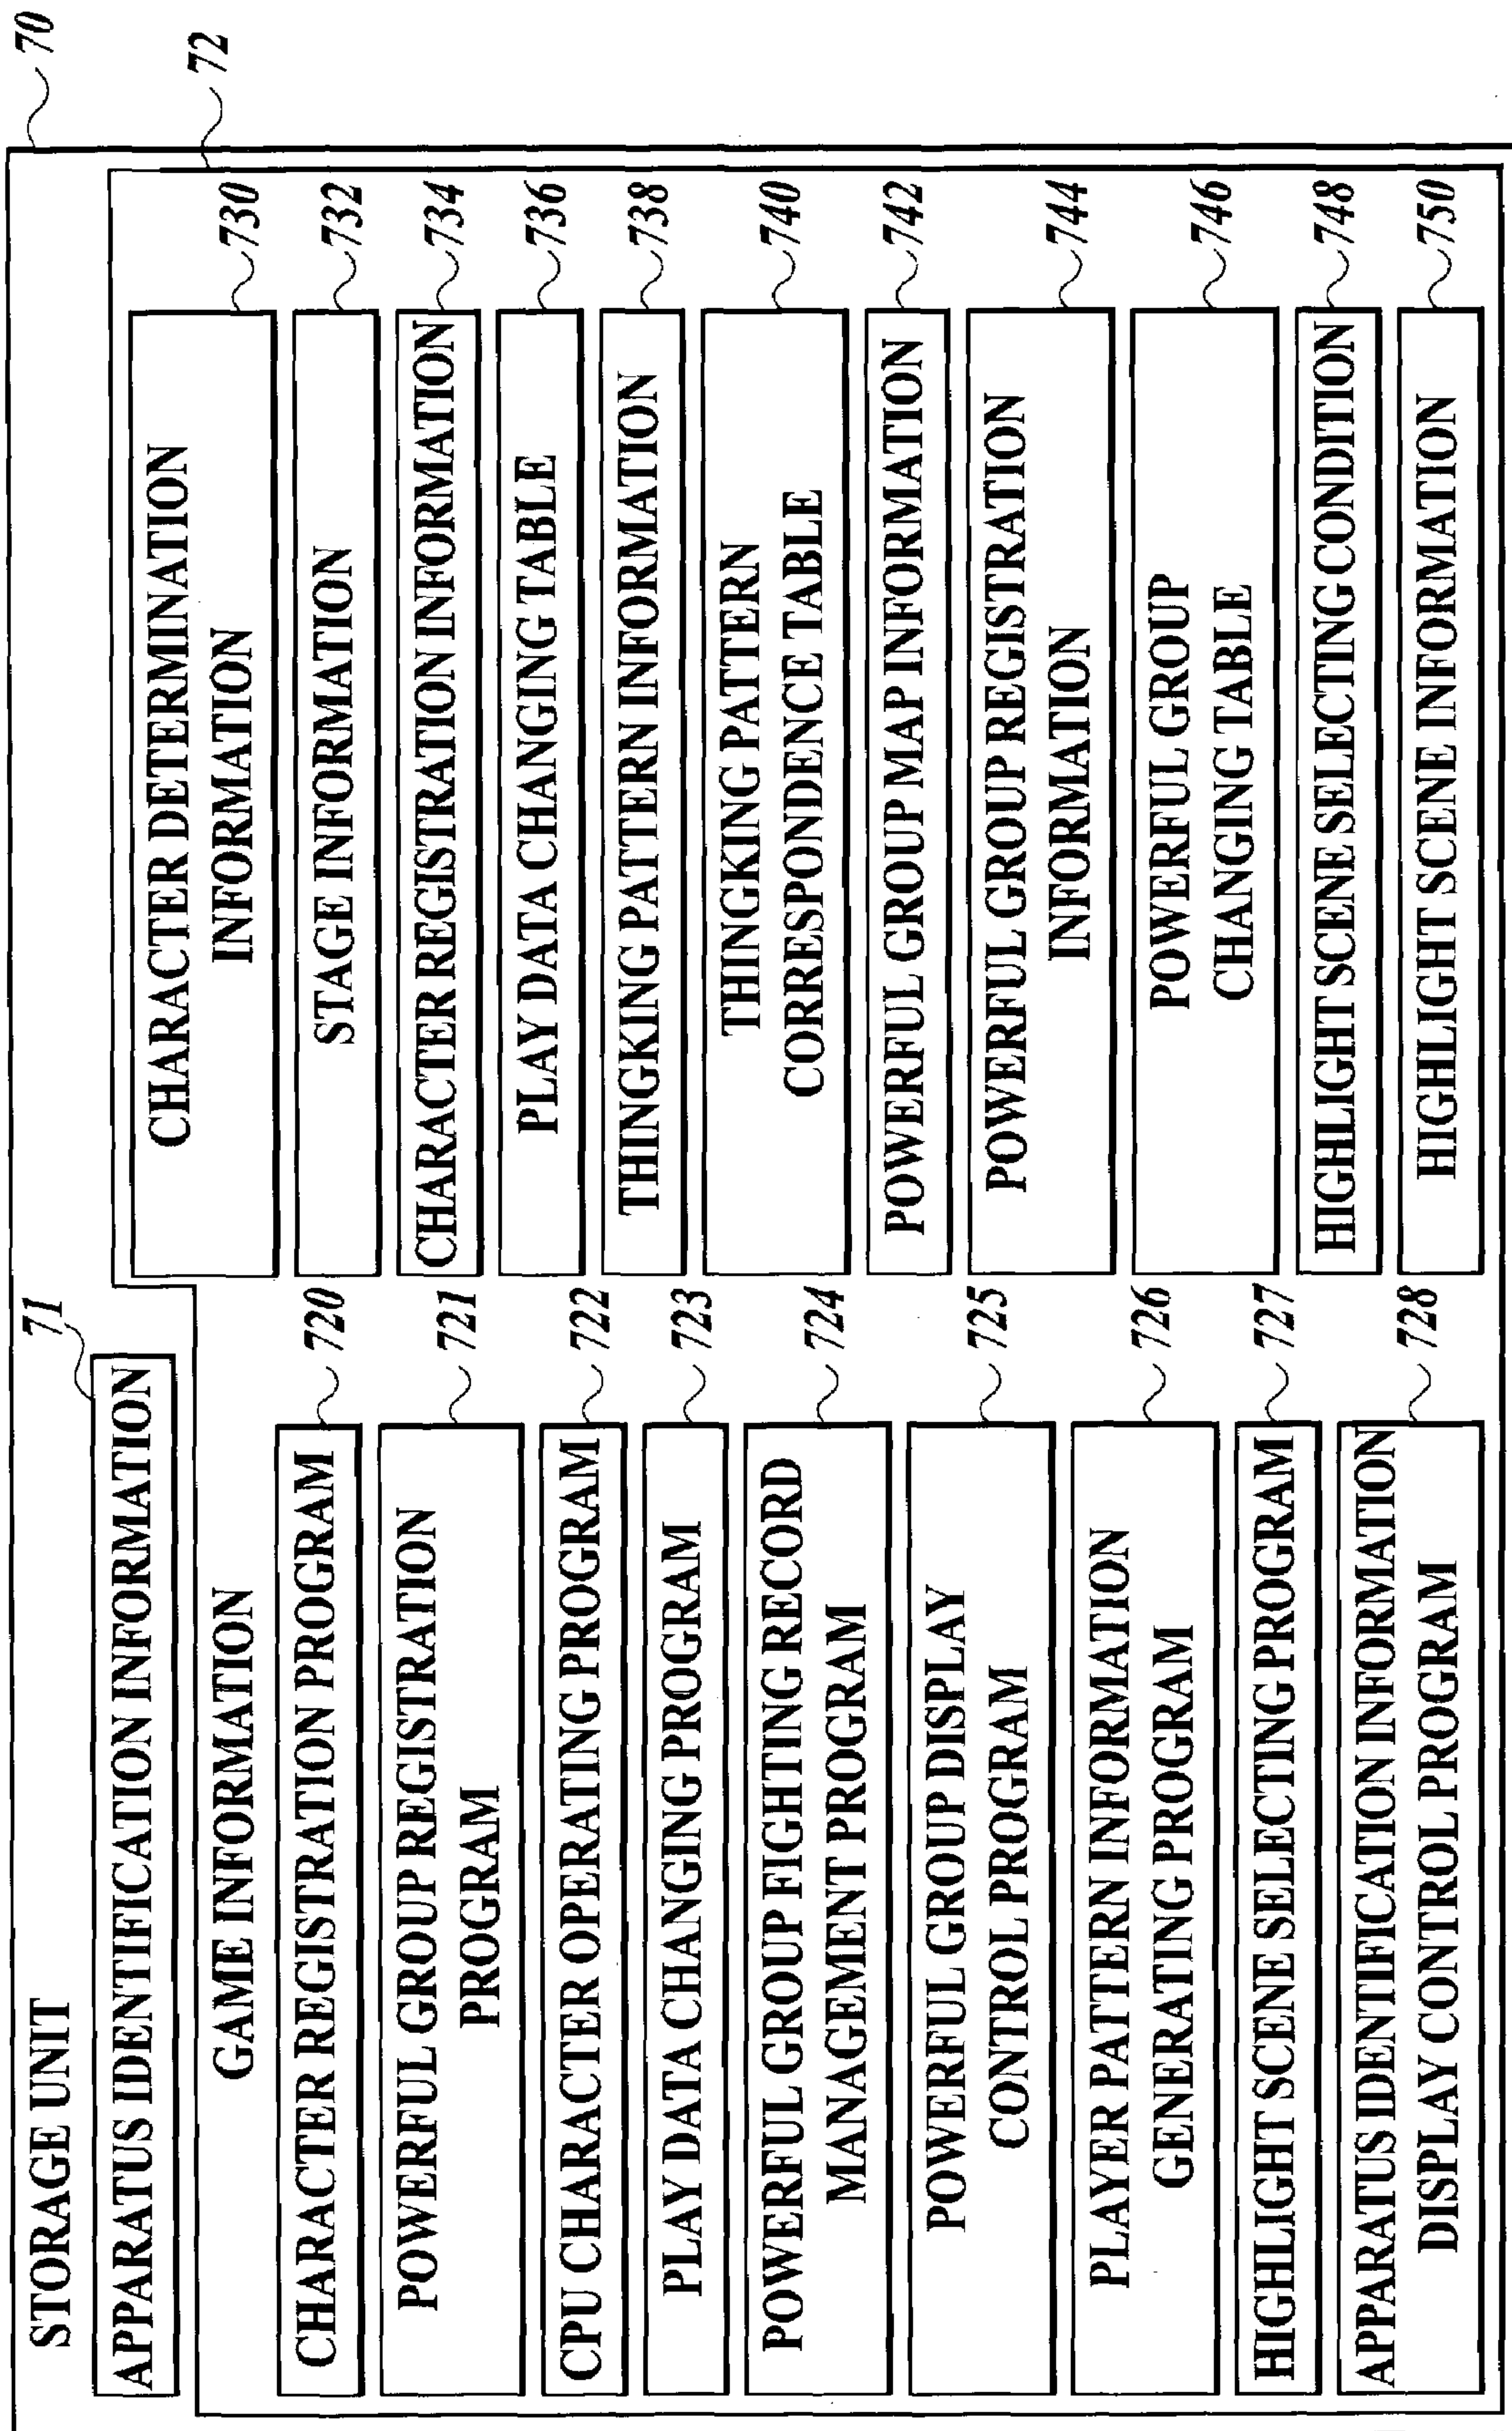 70
72
STORAGE UNIT
71
APPARATUS IDENTIFICATION INFORMATION
GAME INFORMATION
CHARACTER REGISTRATION PROGRAM
720
POWERFUL GROUP REGISTRATION
PROGRAM
721
CPU CHARACTER OPERATING PROGRAM
722
PLAY DATA CHANGING PROGRAM
723
POWERFUL GROUP FIGHTING RECORD
MANAGEMENT PROGRAM
724
POWERFUL GROUP DISPLAY
CONTROL PROGRAM
725
PLAYER PATTERN INFORMATION
GENERATING PROGRAM
726
HIGHLIGHT SCENE SELECTING PROGRAM
727
APPARATUS IDENTIFICATION INFORMATION
DISPLAY CONTROL PROGRAM
728
CHARACTER DETERMINATION
INFORMATION
730
STAGE INFORMATION
732
CHARACTER REGISTRATION INFORMATION
734
PLAY DATA CHANGING TABLE
736
THINGKING PATTERN INFORMATION
738
THINGKING PATTERN
CORRESPONDENCE TABLE
740
POWERFUL GROUP MAP INFORMATION
742
POWERFUL GROUP REGISTRATION
INFORMATION
744
POWERFUL GROUP
CHANGING TABLE
746
HIGHLIGHT SCENE SELECTING CONDITION
748
HIGHLIGHT SCENE INFORMATION
750